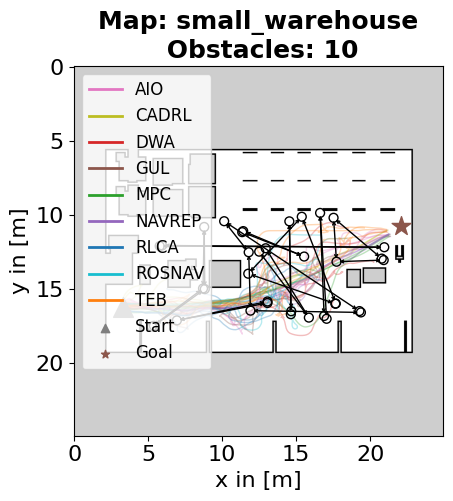 Map: small_warehouse
Obstacles: 10
0
5
10
15
20
y in [m]
AIO
CADRL
DWA
GUL
MPC
NAVREP
RLCA
ROSNAV
TEB
Start
Goal
0 5 10 15 20
x in [m]